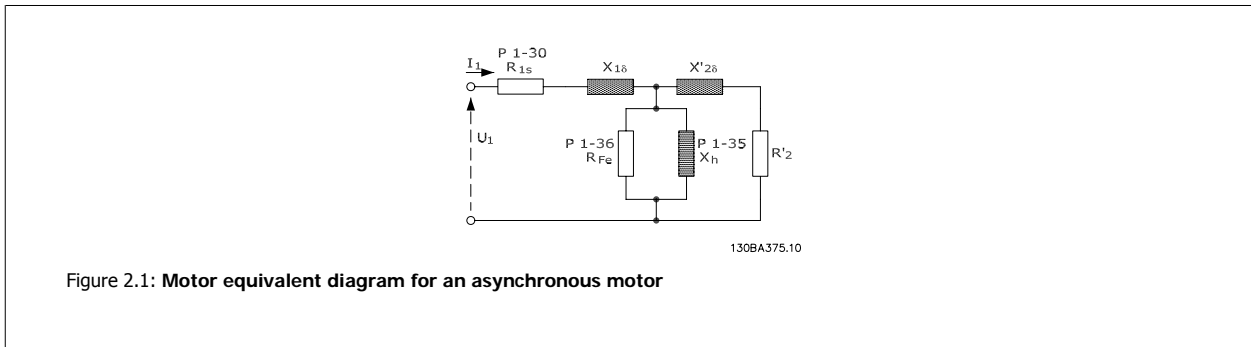 P 1-30
I₁
R₁s
X₁δ
X'₂δ
U₁
P 1-36
RFe
P 1-35
Xh
R'₂
130BA375.10
Figure 2.1: Motor equivalent diagram for an asynchronous motor